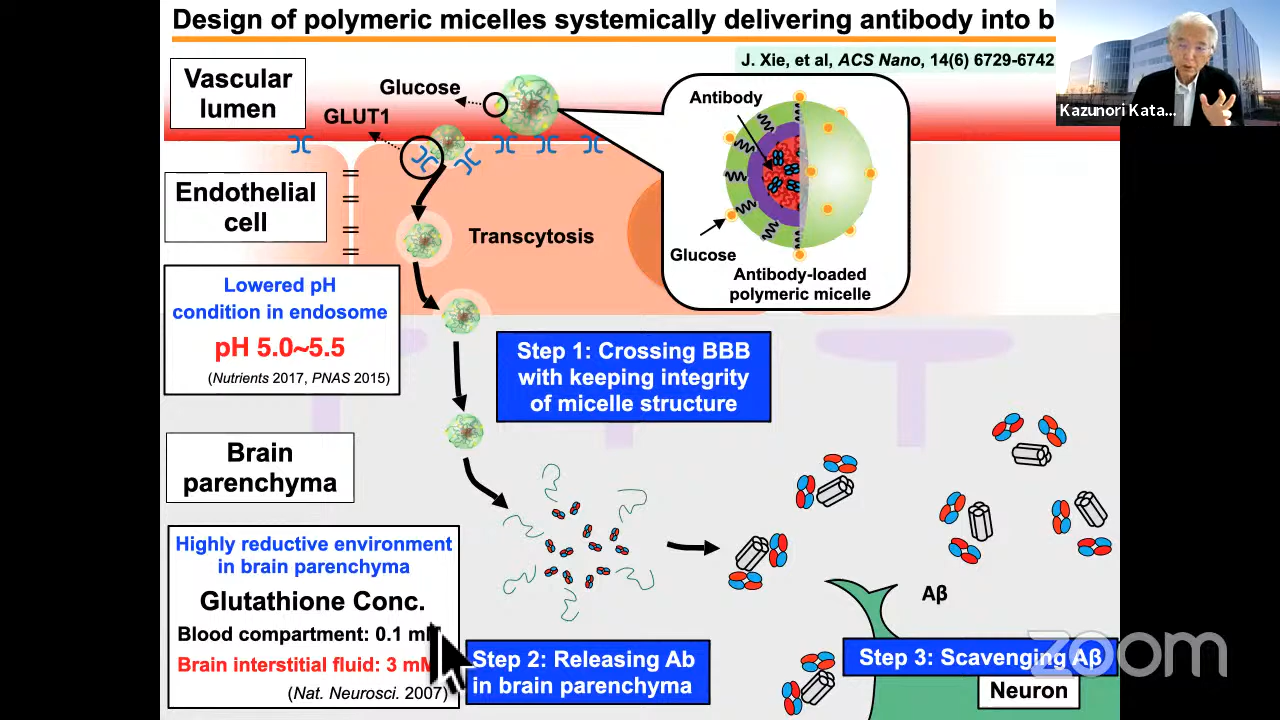 Design of polymeric micelles systemically delivering antibody into b
J. Xie, et al, ACS Nano, 14(6) 6729-6742
Kazunori Kata...
Vascular
lumen
Glucose
GLUT1
Antibody
Glucose
Antibody-loaded
polymeric micelle
Endothelial
cell
Transcytosis
Lowered pH
condition in endosome
pH 5.0~5.5
(Nutrients 2017, PNAS 2015)
Step 1: Crossing BBB
with keeping integrity
of micelle structure
Brain
parenchyma
Highly reductive environment
in brain parenchyma
Glutathione Conc.
Blood compartment: 0.1 m
Brain interstitial fluid: 3 mM
(Nat. Neurosci. 2007)
Step 2: Releasing Ab
in brain parenchyma
Aβ
Step 3: Scavenging Aβ
Neuron
zoom